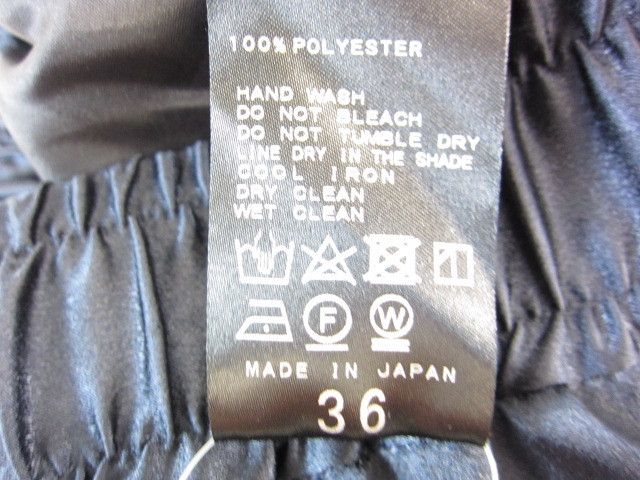 100% POLYESTER
HAND WASH
DO NOT BLEACH
DO NOT TUMBLE DRY
LINE DRY IN THE SHADE
COOL IRON
DRY CLEAN
WET CLEAN
F W
MADE IN JAPAN
36